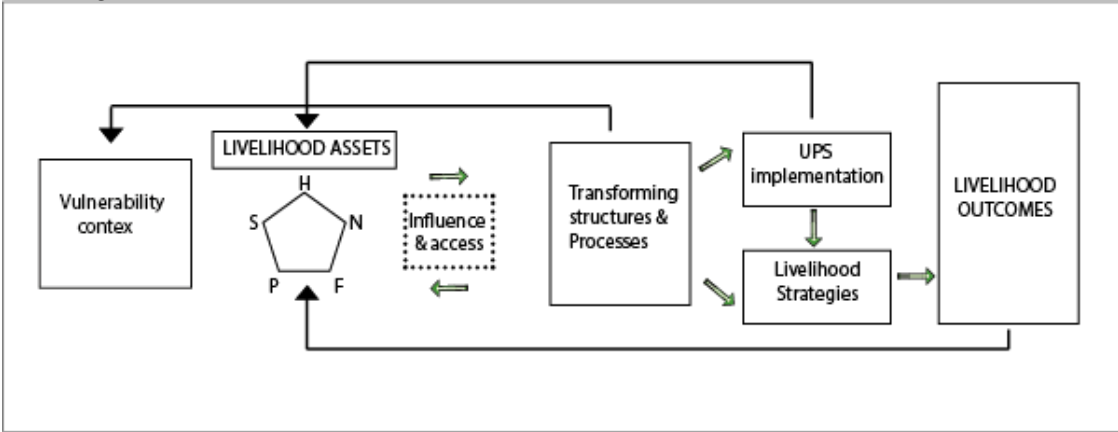 Vulnerability
contex
LIVELIHOOD ASSETS
H
S
N
P
F
Influence
& access
Transforming
structures &
Processes
UPS
implementation
Livelihood
Strategies
LIVELIHOOD
OUTCOMES